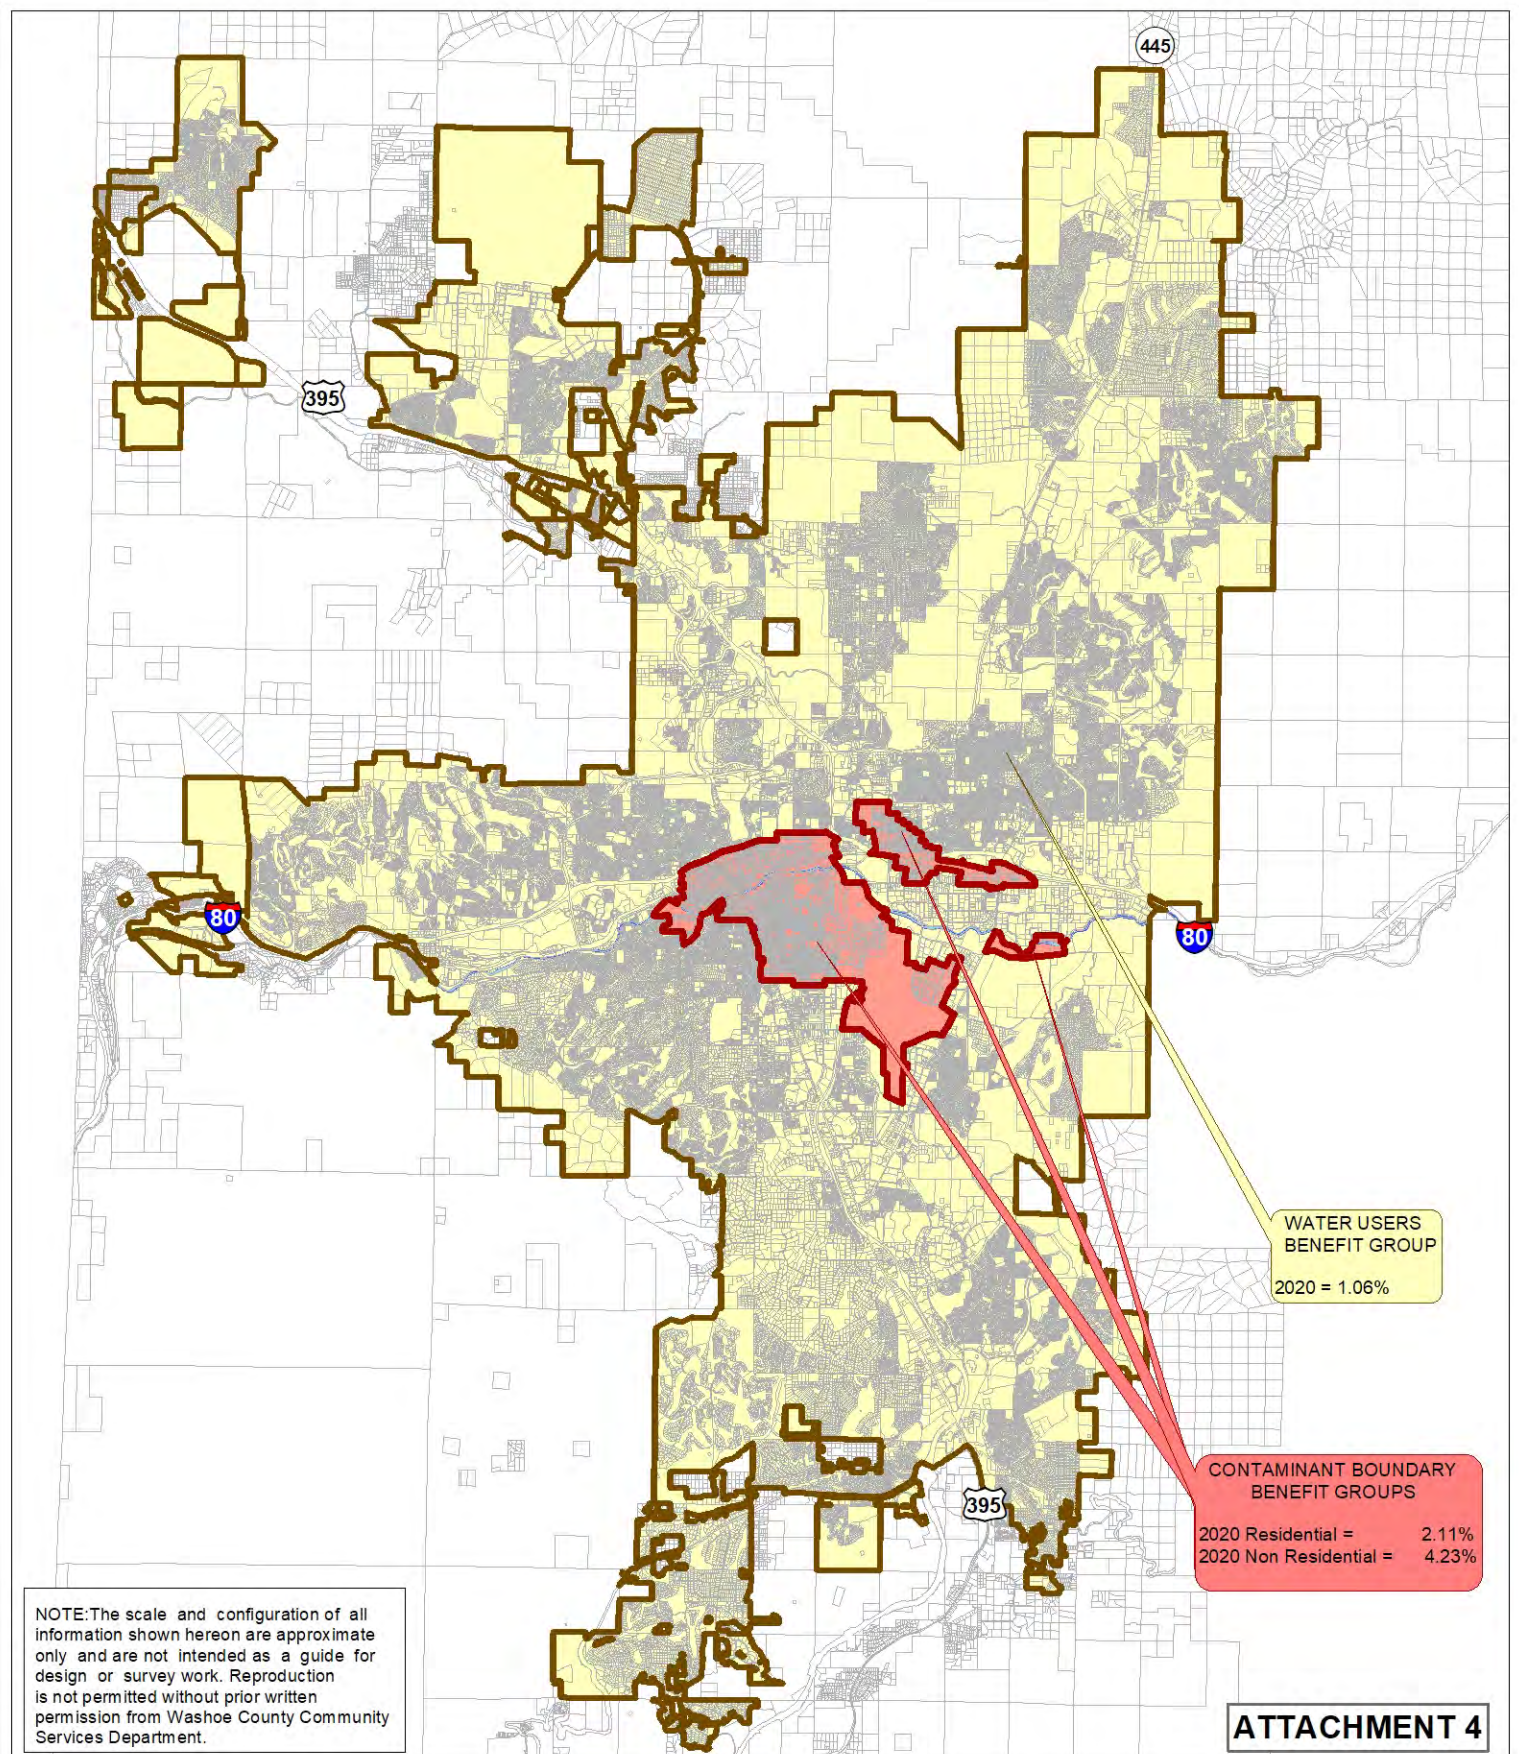 445
395
80
80
WATER USERS
BENEFIT GROUP
2020 = 1.06%
CONTAMINANT BOUNDARY
BENEFIT GROUPS
2020 Residential = 2.11%
2020 Non Residential = 4.23%
395
NOTE:The scale and configuration of all
information shown hereon are approximate
only and are not intended as a guide for
design or survey work. Reproduction
is not permitted without prior written
permission from Washoe County Community
Services Department.
ATTACHMENT 4